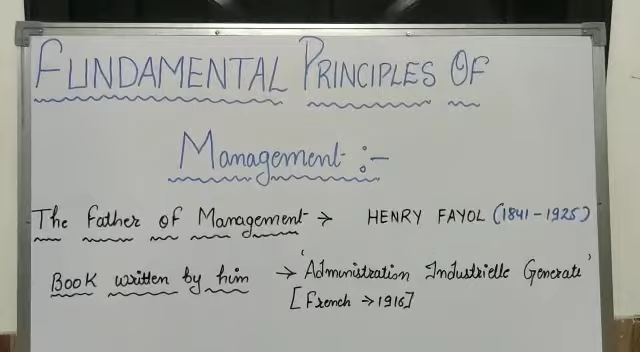 FUNDAMENTAL PRINCIPLES OF
Management :-
The Father of Management → HENRY FAYOL (1841-1925)
Book written by him → 'Administration Industrielle Generale'
[French → 1916]